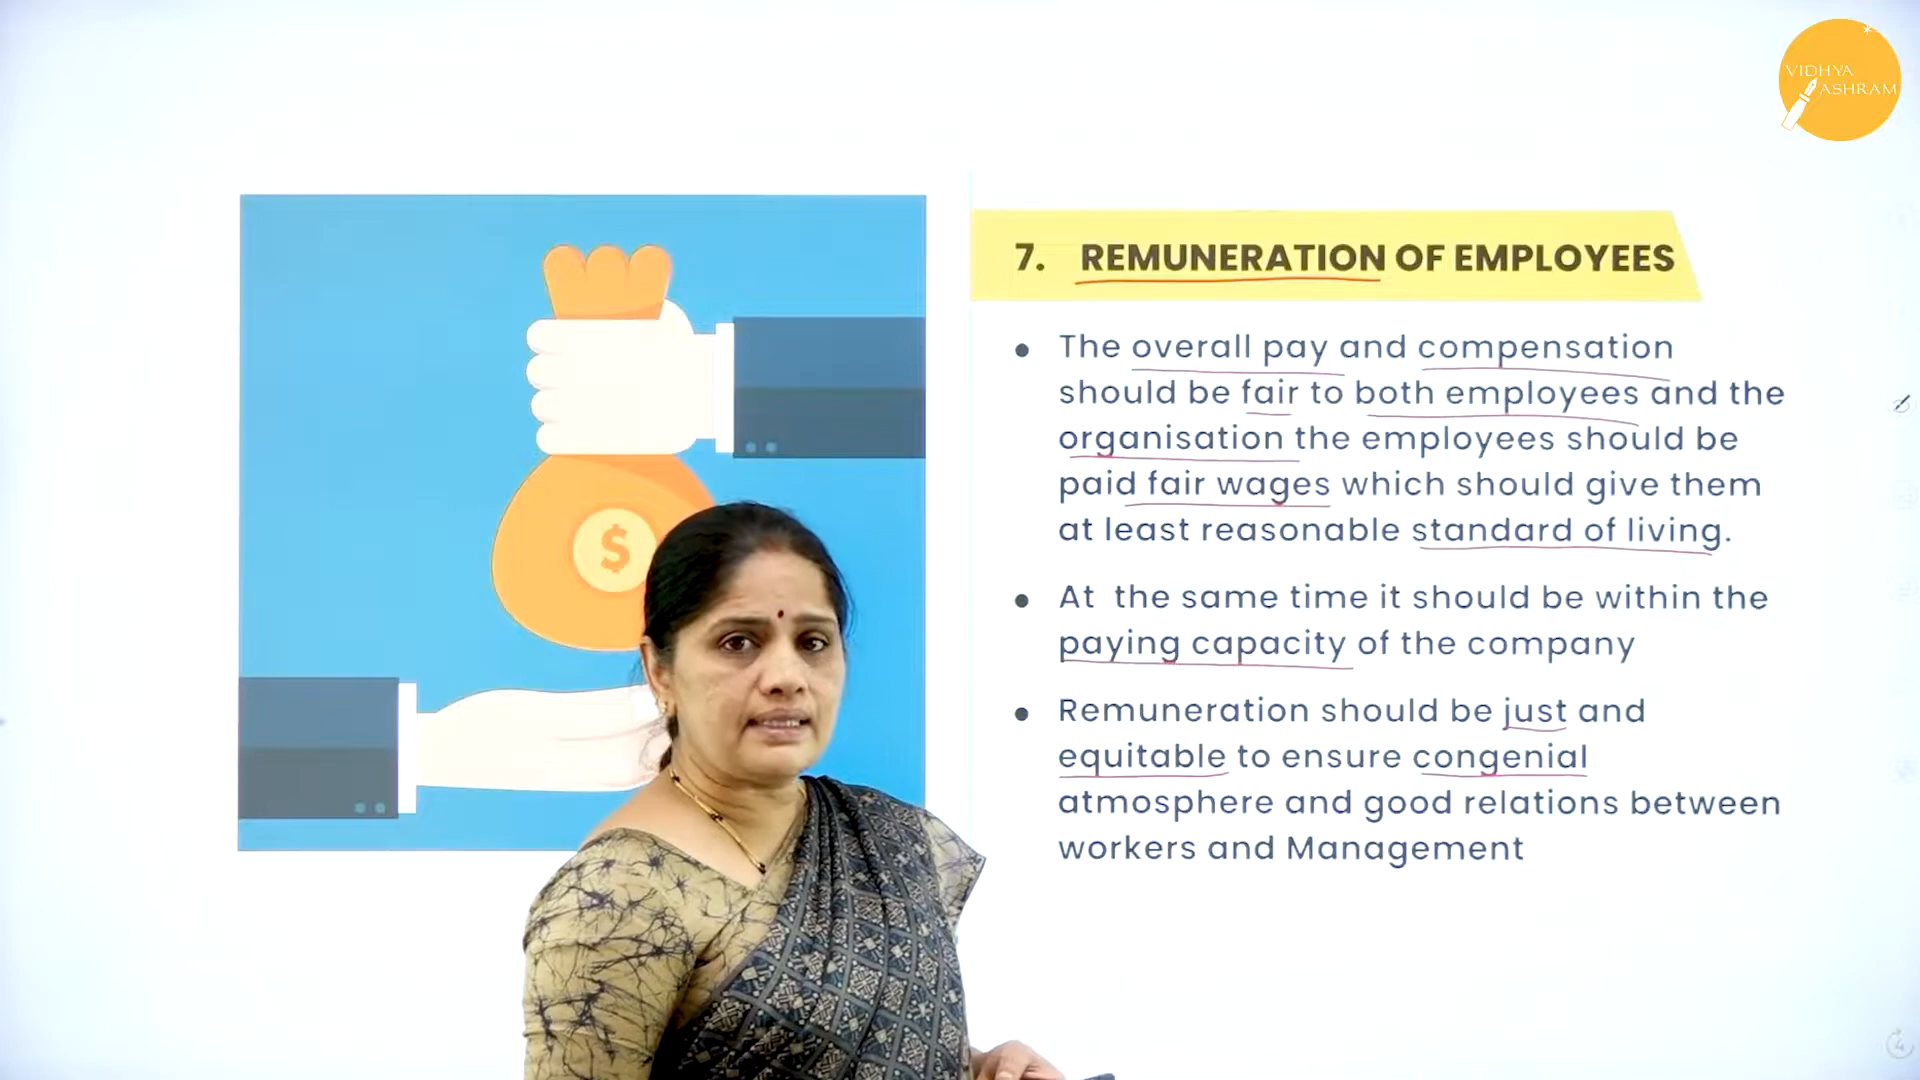 VIDHYA
ASHRAM
7. REMUNERATION OF EMPLOYEES
$
• The overall pay and compensation
should be fair to both employees and the
organisation the employees should be
paid fair wages which should give them
at least reasonable standard of living.
• At the same time it should be within the
paying capacity of the company
• Remuneration should be just and
equitable to ensure congenial
atmosphere and good relations between
workers and Management